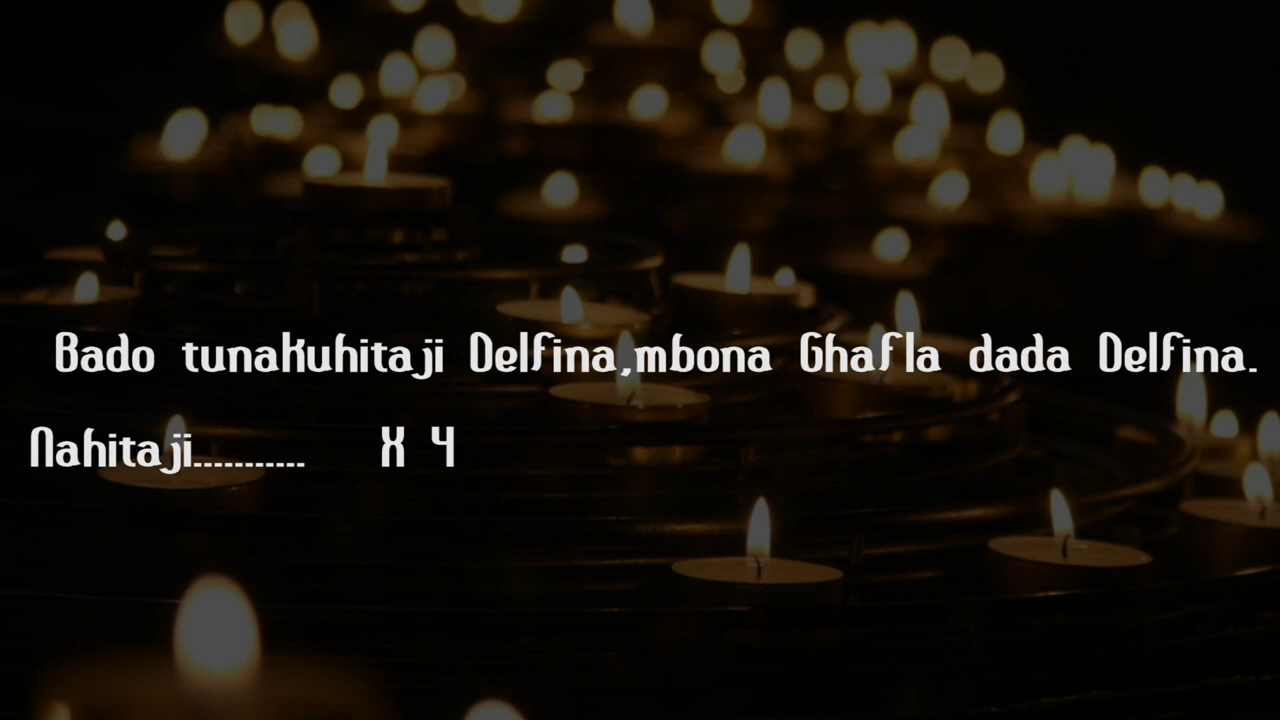 Bado tunakuhitaji Delfina,mbona Ghafla dada Delfina.
Nahitaji...........   X 4